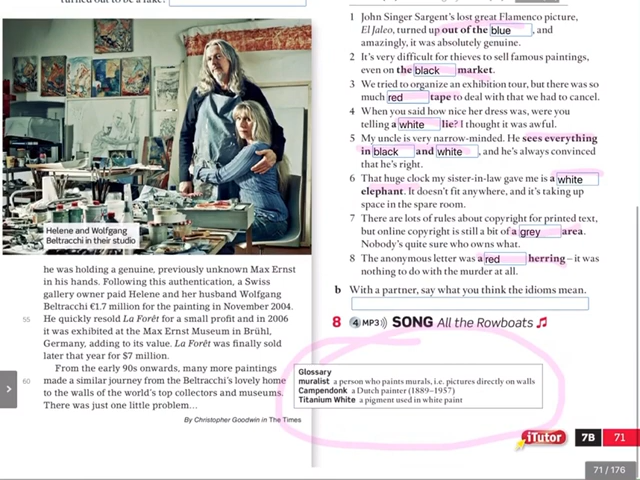 Helene and Wolfgang
Beltracchi in their studio
he was holding a genuine, previously unknown Max Ernst
in his hands. Following this authentication, a Swiss
gallery owner paid Helene and her husband Wolfgang
Beltracchi €1.7 million for the painting in November 2004.
55 He quickly resold La Forêt for a small profit and in 2006
it was exhibited at the Max Ernst Museum in Brühl,
Germany, adding to its value. La Forêt was finally sold
later that year for $7 million.
From the early 90s onwards, many more paintings
60 made a similar journey from the Beltracchi's lovely home
to the walls of the world's top collectors and museums.
There was just one little problem…
By Christopher Goodwin in The Times
1 John Singer Sargent's lost great Flamenco picture,
El Jaleo, turned up out of the blue, and
amazingly, it was absolutely genuine.
2 It's very difficult for thieves to sell famous paintings,
even on the black market.
3 We tried to organize an exhibition tour, but there was so
much red tape to deal with that we had to cancel.
4 When you said how nice her dress was, were you
telling a white lie? I thought it was awful.
5 My uncle is very narrow-minded. He sees everything
in black and white, and he's always convinced
that he's right.
6 That huge clock my sister-in-law gave me is a white
elephant. It doesn't fit anywhere, and it's taking up
space in the spare room.
7 There are lots of rules about copyright for printed text,
but online copyright is still a bit of a grey area.
Nobody's quite sure who owns what.
8 The anonymous letter was a red herring – it was
nothing to do with the murder at all.
b With a partner, say what you think the idioms mean.
8 4 MP3 SONG All the Rowboats
Glossary
muralist a person who paints murals, i.e. pictures directly on walls
Campendonk a Dutch painter (1889–1957)
Titanium White a pigment used in white paint
iTutor 7B 71
71 / 176